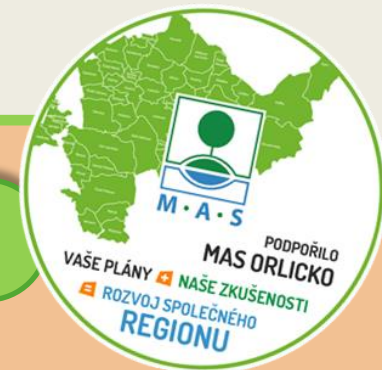 M·A·S
PODPOŘILO
MAS ORLICKO
VAŠE PLÁNY + NAŠE ZKUŠENOSTI
= ROZVOJ SPOLEČNÉHO
REGIONU